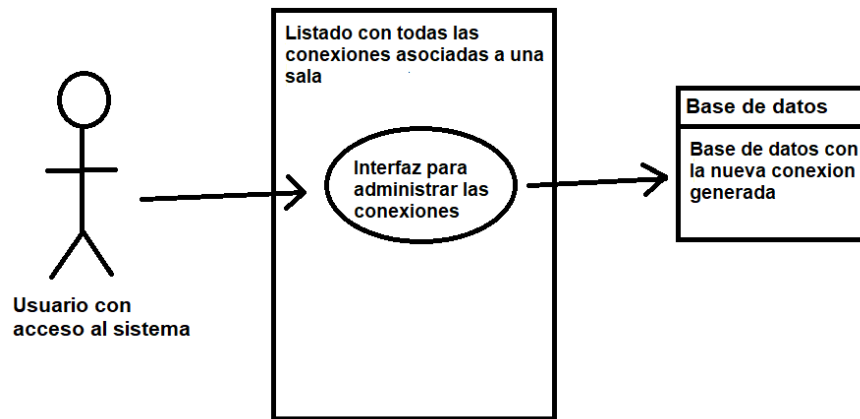 Listado con todas las
conexiones asociadas a una
sala
Interfaz para
administrar las
conexiones
Base de datos
Base de datos con
la nueva conexion
generada
Usuario con
acceso al sistema